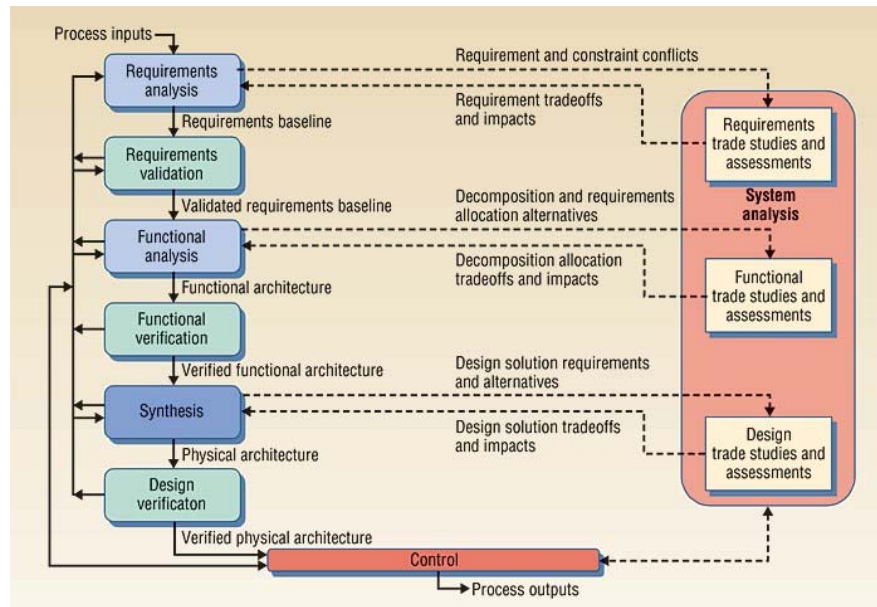 Process inputs
Requirements
analysis
Requirements baseline
Requirements
validation
Validated requirements baseline
Functional
analysis
Functional architecture
Functional
verification
Verified functional architecture
Synthesis
Physical architecture
Design
verificaton
Verified physical architecture
Control
Process outputs
Requirement and constraint conflicts
Requirement tradeoffs
and impacts
Decomposition and requirements
allocation alternatives
Decomposition allocation
tradeoffs and impacts
Design solution requirements
and alternatives
Design solution tradeoffs
and impacts
Requirements
trade studies and
assessments
System
analysis
Functional
trade studies and
assessments
Design
trade studies and
assessments